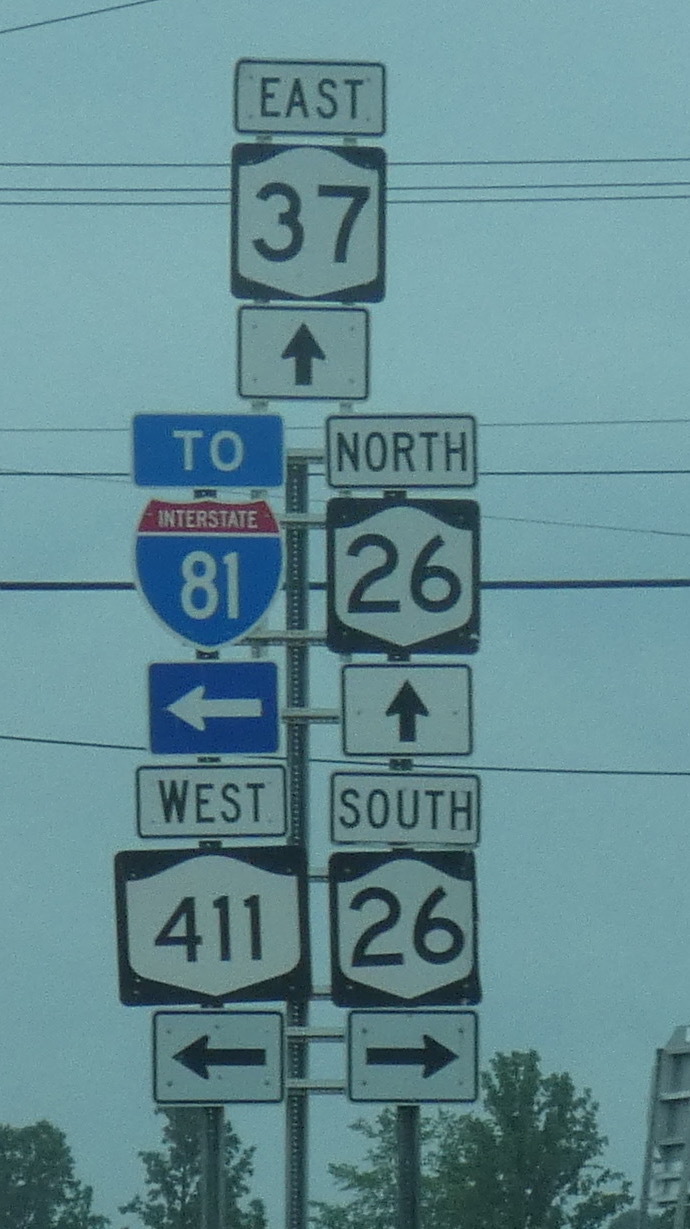 EAST
37
TO
INTERSTATE
81
NORTH
26
WEST
411
SOUTH
26